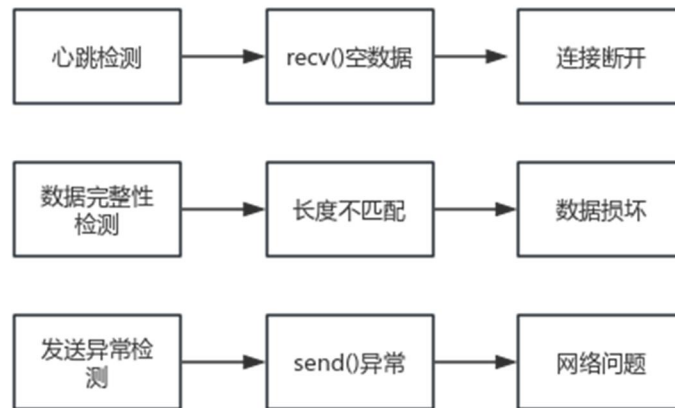 心跳检测
recv()空数据
连接断开
数据完整性
检测
长度不匹配
数据损坏
发送异常检
测
send()异常
网络问题